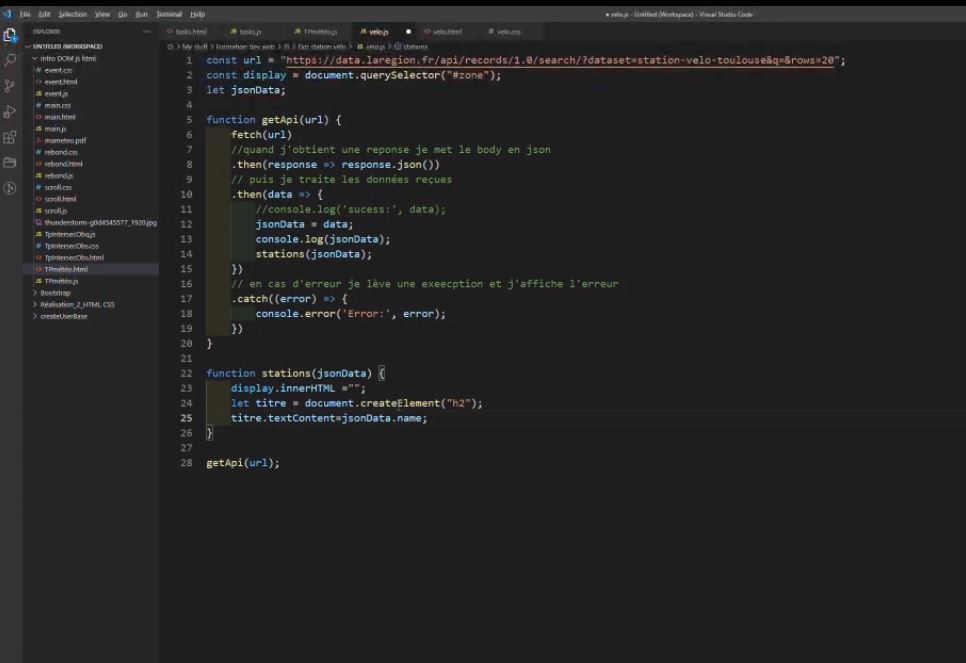 File Edit Selection View Go Run Terminal Help
velo.js - Untitled (Workspace) - Visual Studio Code
EXPLORER
tasks.html
tasks.js
TPmétéo.js
velo.js
velo.html
velo.css
UNTITLED (WORKSPACE)
D: > My stuff > Formation dev web > JS > Exo station vélo > velo.js > stations
intro DOM js html
event.css
event.html
event.js
main.css
main.html
main.js
mameteo.pdf
rebond.css
rebond.html
rebond.js
scroll.css
scroll.html
scroll.js
thunderstorm-g0d4545577_1920.jpg
TpIntersecObs.js
TpIntersecObs.css
TpIntersecObs.html
TPmétéo.html
TPmétéo.js
Bootstrap
Réalisation_2_HTML CSS
createUserBase
1 const url = "https://data.laregion.fr/api/records/1.0/search/?dataset=station-velo-toulouse&q=&rows=20";
2 const display = document.querySelector("#zone");
3 let jsonData;
4
5 function getApi(url) {
6 fetch(url)
7 //quand j'obtient une reponse je met le body en json
8 .then(response => response.json())
9 // puis je traite les données reçues
10 .then(data => {
11 //console.log('sucess:', data);
12 jsonData = data;
13 console.log(jsonData);
14 stations(jsonData);
15 })
16 // en cas d'erreur je lève une exeecption et j'affiche l'erreur
17 .catch((error) => {
18 console.error('Error:', error);
19 })
20 }
21
22 function stations(jsonData) {
23 display.innerHTML ="";
24 let titre = document.createElement("h2");
25 titre.textContent=jsonData.name;
26 }
27
28 getApi(url);